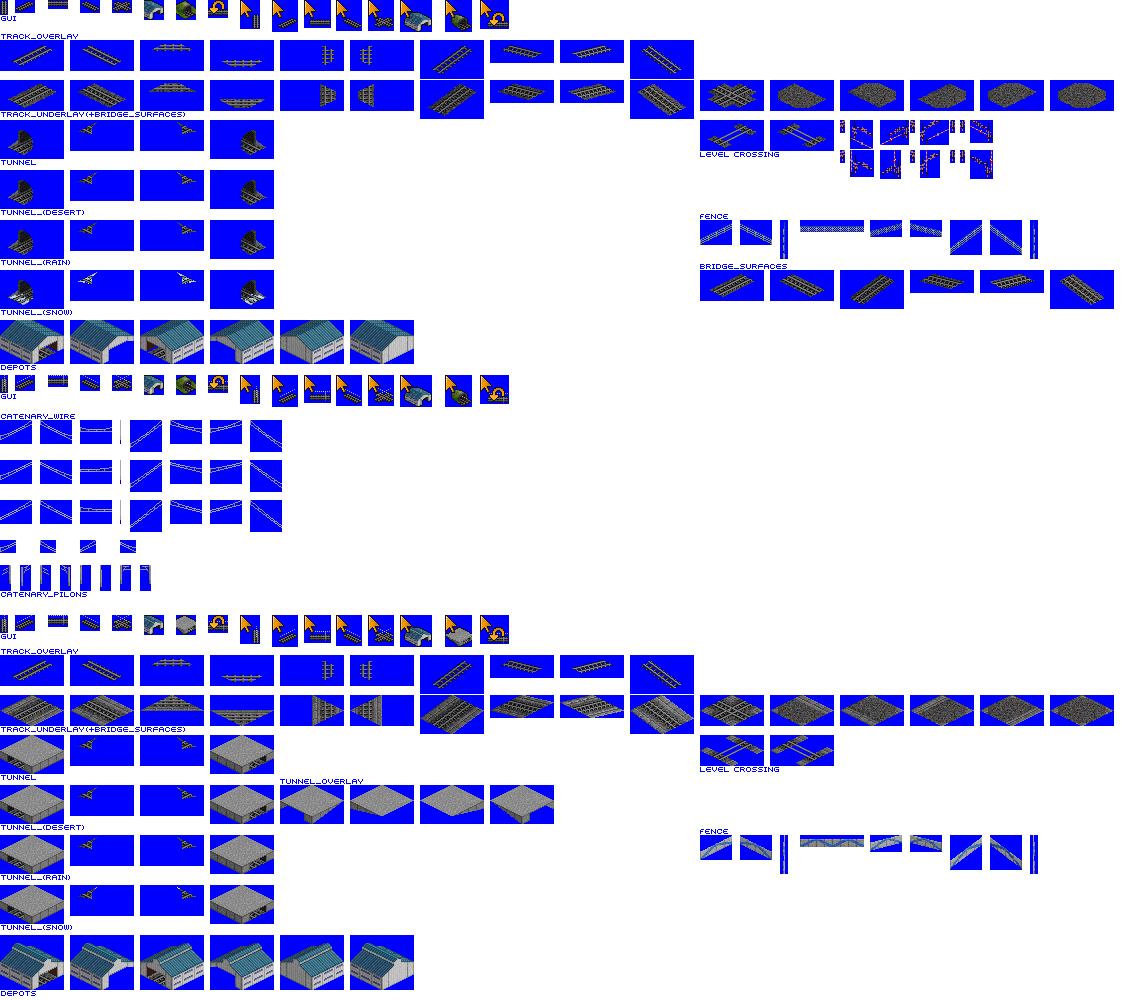 GUI
TRACK_OVERLAY
TRACK_UNDERLAY(+BRIDGE_SURFACES)
TUNNEL
LEVEL CROSSING
TUNNEL_(DESERT)
FENCE
TUNNEL_(RAIN)
BRIDGE_SURFACES
TUNNEL_(SNOW)
DEPOTS
GUI
CATENARY_WIRE
CATENARY_PILONS
GUI
TRACK_OVERLAY
TRACK_UNDERLAY(+BRIDGE_SURFACES)
LEVEL CROSSING
TUNNEL
TUNNEL_OVERLAY
TUNNEL_(DESERT)
FENCE
TUNNEL_(RAIN)
TUNNEL_(SNOW)
DEPOTS